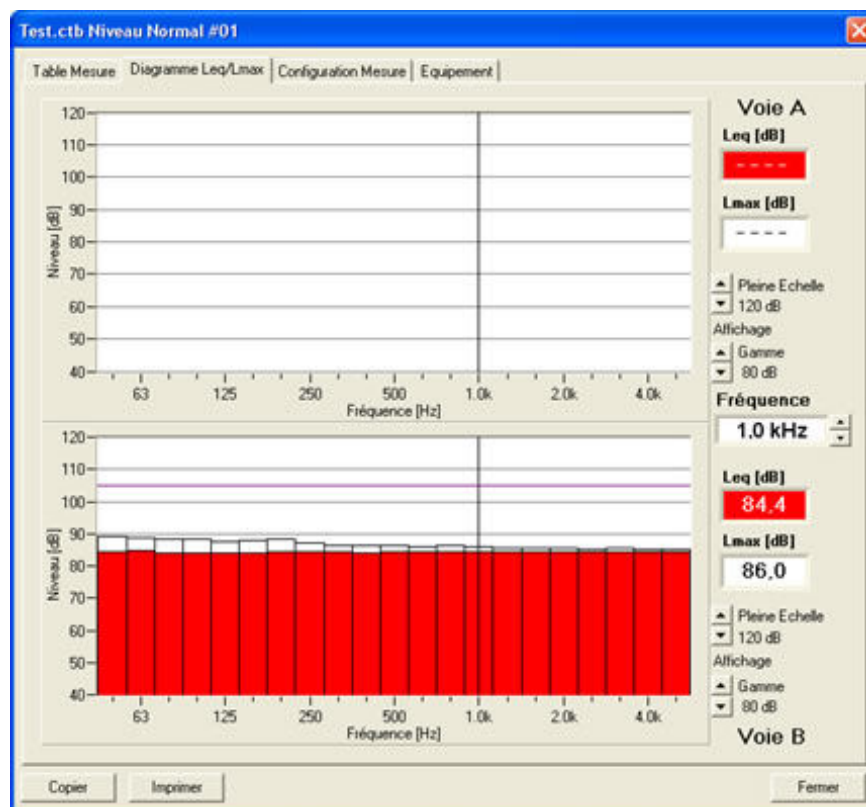 Test.ctb Niveau Normal #01
Table Mesure
Diagramme Leq/Lmax
Configuration Mesure
Equipement
Niveau [dB]
120
110
100
90
80
70
60
50
40
63
125
250
500
1.0k
2.0k
4.0k
Fréquence [Hz]
Voie A
Leq [dB]
- - - -
Lmax [dB]
- - - -
Pleine Echelle
120 dB
Affichage
Gamme
80 dB
Fréquence
1,0 kHz
Niveau [dB]
120
110
100
90
80
70
60
50
40
63
125
250
500
1.0k
2.0k
4.0k
Fréquence [Hz]
Leq [dB]
84,4
Lmax [dB]
86,0
Pleine Echelle
120 dB
Affichage
Gamme
80 dB
Voie B
Copier
Imprimer
Fermer